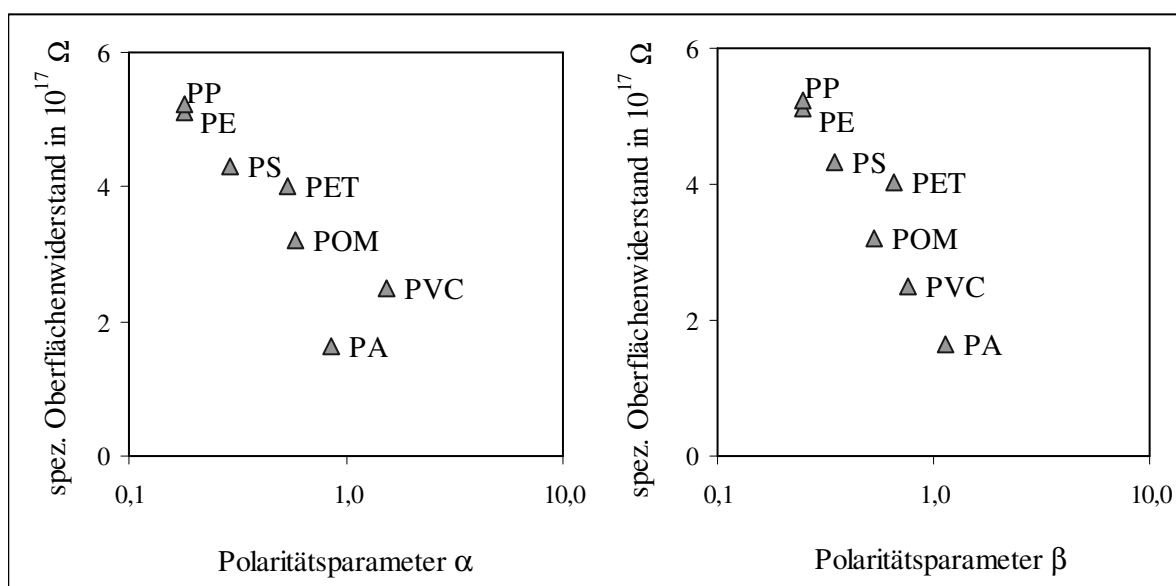 spez. Oberflächenwiderstand in 10^17 Ω
6
4
2
0
PP
PE
PS
PET
POM
PVC
PA
0,1
1,0
10,0
Polaritätsparameter α
spez. Oberflächenwiderstand in 10^17 Ω
6
4
2
0
PP
PE
PS
PET
POM
PVC
PA
0,1
1,0
10,0
Polaritätsparameter β